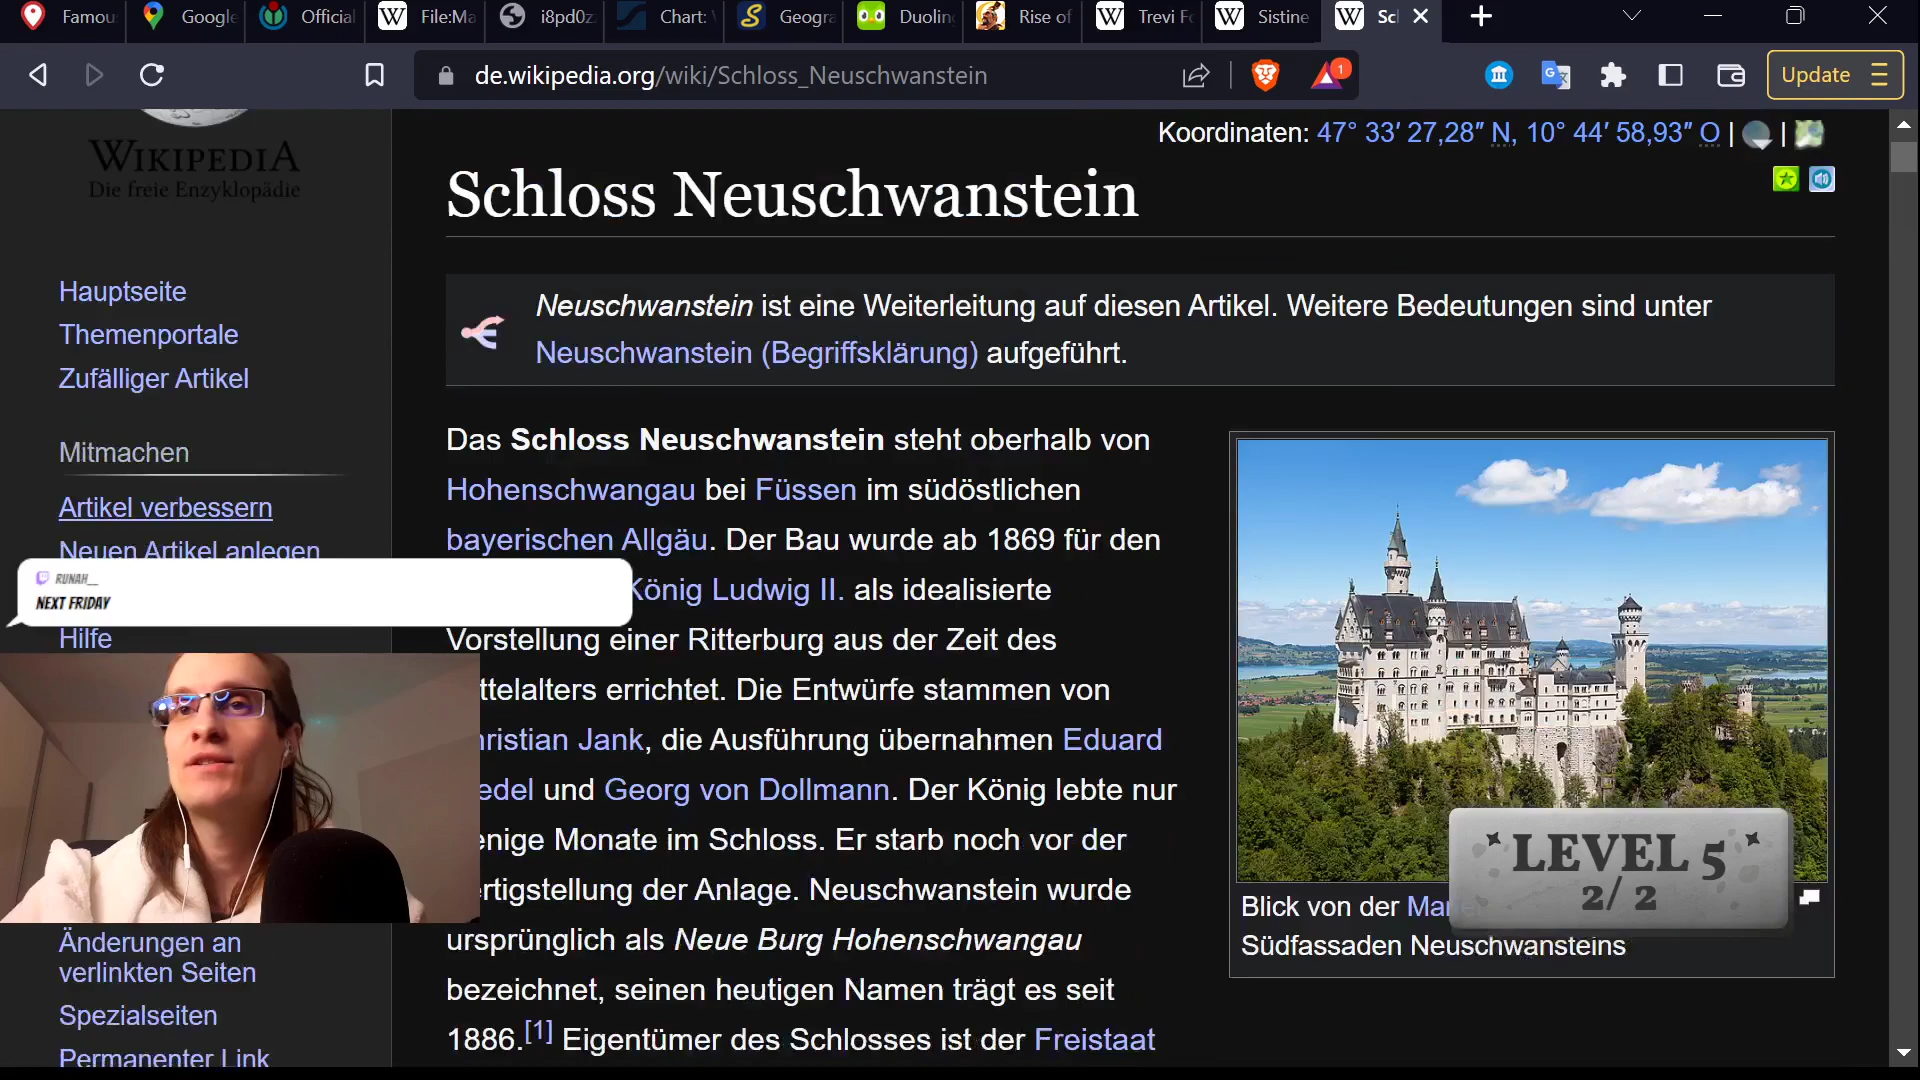 Famou
Google
Official
File:Ma
i8pd0z
Chart:
Geogra
Duoling
Rise of
Trevi Fo
Sistine
Sc
de.wikipedia.org/wiki/Schloss_Neuschwanstein
1
Update
WIKIPEDIA
Die freie Enzyklopädie
Koordinaten: 47° 33′ 27,28″ N, 10° 44′ 58,93″ O | |
Schloss Neuschwanstein
Hauptseite
Themenportale
Zufälliger Artikel
Mitmachen
Artikel verbessern
Neuen Artikel anlegen
Hilfe
Änderungen an
verlinkten Seiten
Spezialseiten
Permanenter Link
RUNAH__
NEXT FRIDAY
Neuschwanstein ist eine Weiterleitung auf diesen Artikel. Weitere Bedeutungen sind unter
Neuschwanstein (Begriffsklärung) aufgeführt.
Das Schloss Neuschwanstein steht oberhalb von
Hohenschwangau bei Füssen im südöstlichen
bayerischen Allgäu. Der Bau wurde ab 1869 für den
König Ludwig II. als idealisierte
Vorstellung einer Ritterburg aus der Zeit des
ttelalters errichtet. Die Entwürfe stammen von
hristian Jank, die Ausführung übernahmen Eduard
edel und Georg von Dollmann. Der König lebte nur
enige Monate im Schloss. Er starb noch vor der
ertigstellung der Anlage. Neuschwanstein wurde
ursprünglich als Neue Burg Hohenschwangau
bezeichnet, seinen heutigen Namen trägt es seit
1886.[1] Eigentümer des Schlosses ist der Freistaat
LEVEL 5
2/ 2
Blick von der Mar
Südfassaden Neuschwansteins